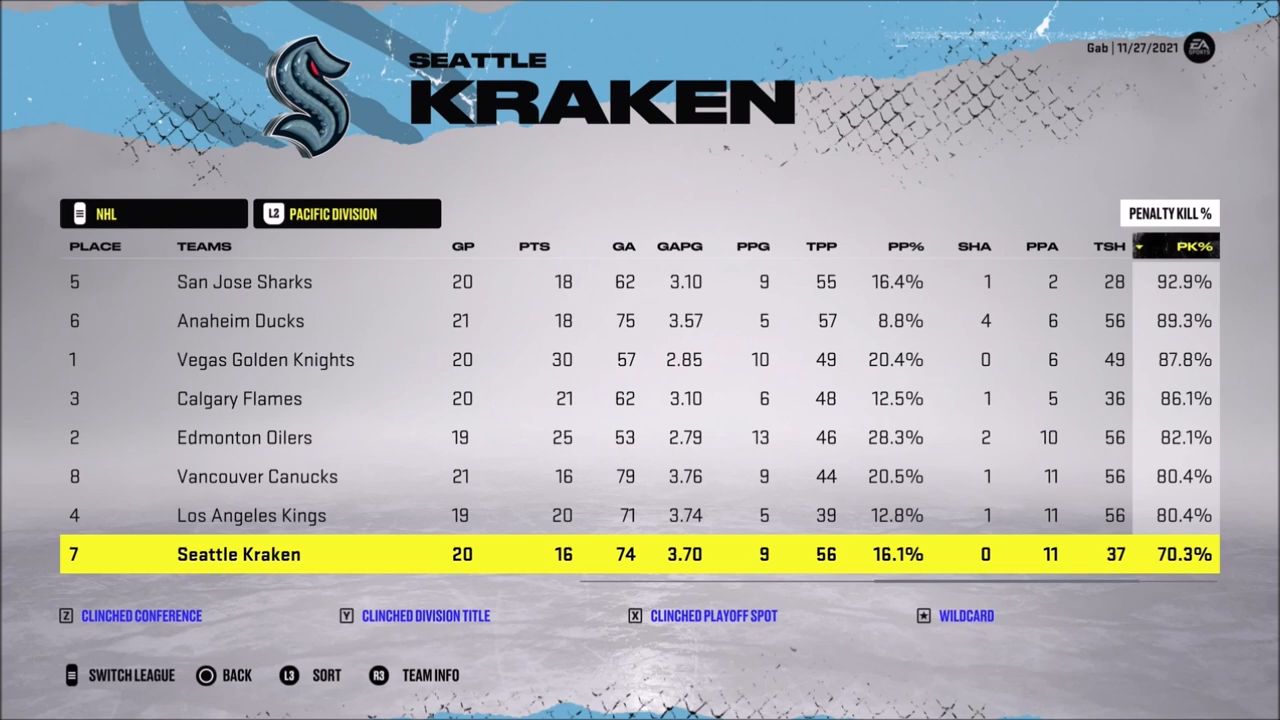 SEATTLE
KRAKEN
Gab | 11/27/2021
EA
SPORTS
NHL
L2 PACIFIC DIVISION
PENALTY KILL %
PLACE TEAMS GP PTS GA GAPG PPG TPP PP% SHA PPA TSH PK%
5 San Jose Sharks 20 18 62 3.10 9 55 16.4% 1 2 28 92.9%
6 Anaheim Ducks 21 18 75 3.57 5 57 8.8% 4 6 56 89.3%
1 Vegas Golden Knights 20 30 57 2.85 10 49 20.4% 0 6 49 87.8%
3 Calgary Flames 20 21 62 3.10 6 48 12.5% 1 5 36 86.1%
2 Edmonton Oilers 19 25 53 2.79 13 46 28.3% 2 10 56 82.1%
8 Vancouver Canucks 21 16 79 3.76 9 44 20.5% 1 11 56 80.4%
4 Los Angeles Kings 19 20 71 3.74 5 39 12.8% 1 11 56 80.4%
7 Seattle Kraken 20 16 74 3.70 9 56 16.1% 0 11 37 70.3%
Z CLINCHED CONFERENCE Y CLINCHED DIVISION TITLE X CLINCHED PLAYOFF SPOT ★ WILDCARD
SWITCH LEAGUE BACK L3 SORT R3 TEAM INFO